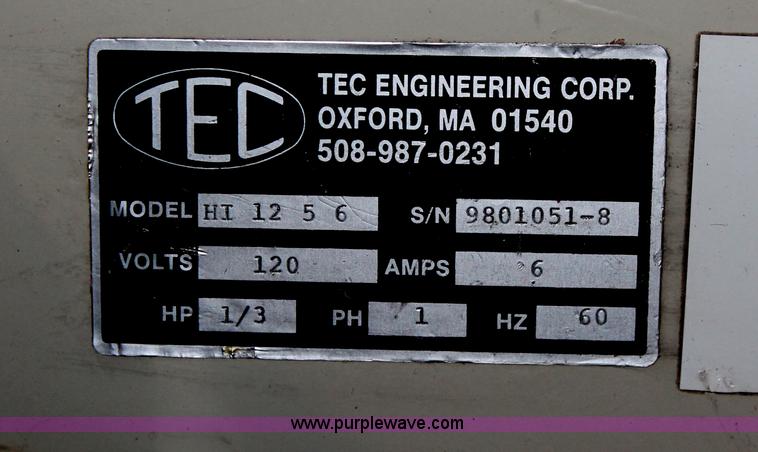 TEC
TEC ENGINEERING CORP.
OXFORD, MA 01540
508-987-0231
MODEL HI 12 5 6 S/N 9801051-8
VOLTS 120 AMPS 6
HP 1/3 PH 1 HZ 60
www.purplewave.com